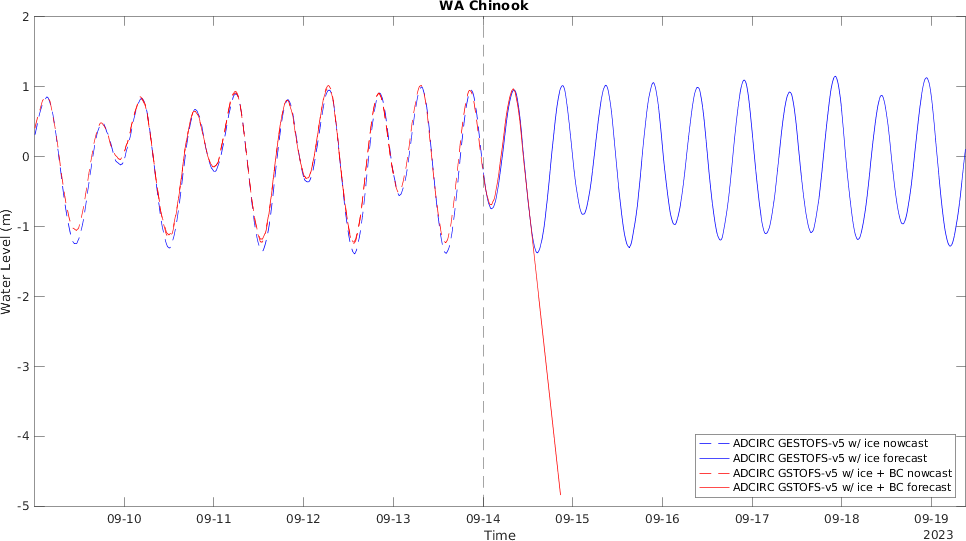 WA Chinook
2
1
0
-1
-2
-3
-4
-5
Water Level (m)
09-10 09-11 09-12 09-13 09-14 09-15 09-16 09-17 09-18 09-19
Time
2023
ADCIRC GESTOFS-v5 w/ ice nowcast
ADCIRC GESTOFS-v5 w/ ice forecast
ADCIRC GSTOFS-v5 w/ ice + BC nowcast
ADCIRC GSTOFS-v5 w/ ice + BC forecast